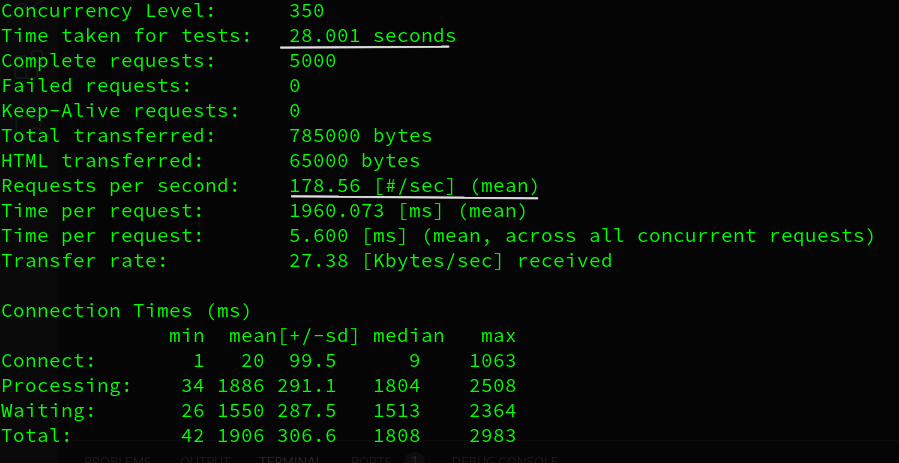 Concurrency Level: 350
Time taken for tests: 28.001 seconds
Complete requests: 5000
Failed requests: 0
Keep-Alive requests: 0
Total transferred: 785000 bytes
HTML transferred: 65000 bytes
Requests per second: 178.56 [#/sec] (mean)
Time per request: 1960.073 [ms] (mean)
Time per request: 5.600 [ms] (mean, across all concurrent requests)
Transfer rate: 27.38 [Kbytes/sec] received
Connection Times (ms)
min mean[+/-sd] median max
Connect: 1 20 99.5 9 1063
Processing: 34 1886 291.1 1804 2508
Waiting: 26 1550 287.5 1513 2364
Total: 42 1906 306.6 1808 2983
PROBLEMS OUTPUT TERMINAL PORTS 1 DEBUG CONSOLE